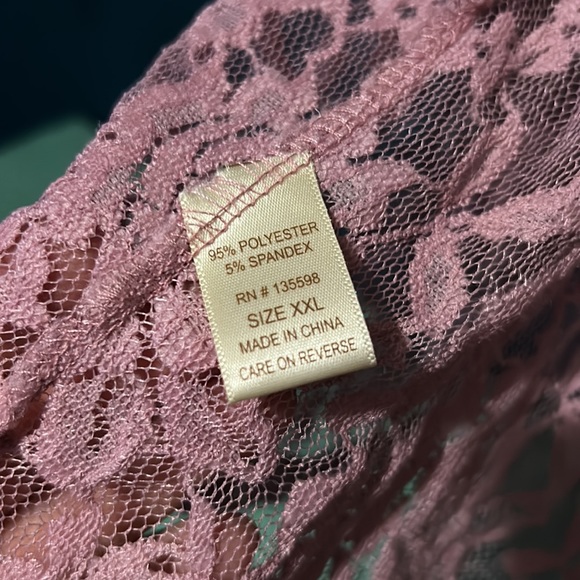 95% POLYESTER
5% SPANDEX
RN # 135598
SIZE XXL
MADE IN CHINA
CARE ON REVERSE